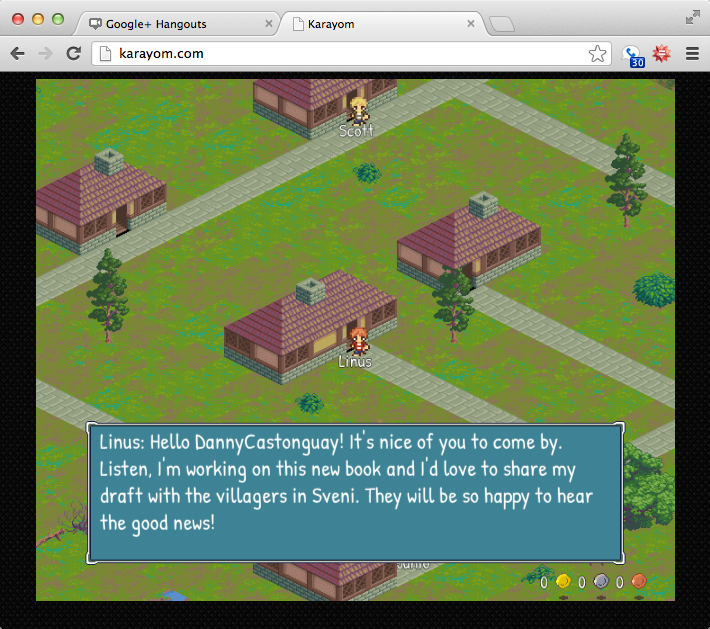 Google+ Hangouts
Karayom
karayom.com
30
Scott
Linus
Linus: Hello DannyCastonguay! It's nice of you to come by.
Listen, I'm working on this new book and I'd love to share my
draft with the villagers in Sveni. They will be so happy to hear
the good news!
0 0 0